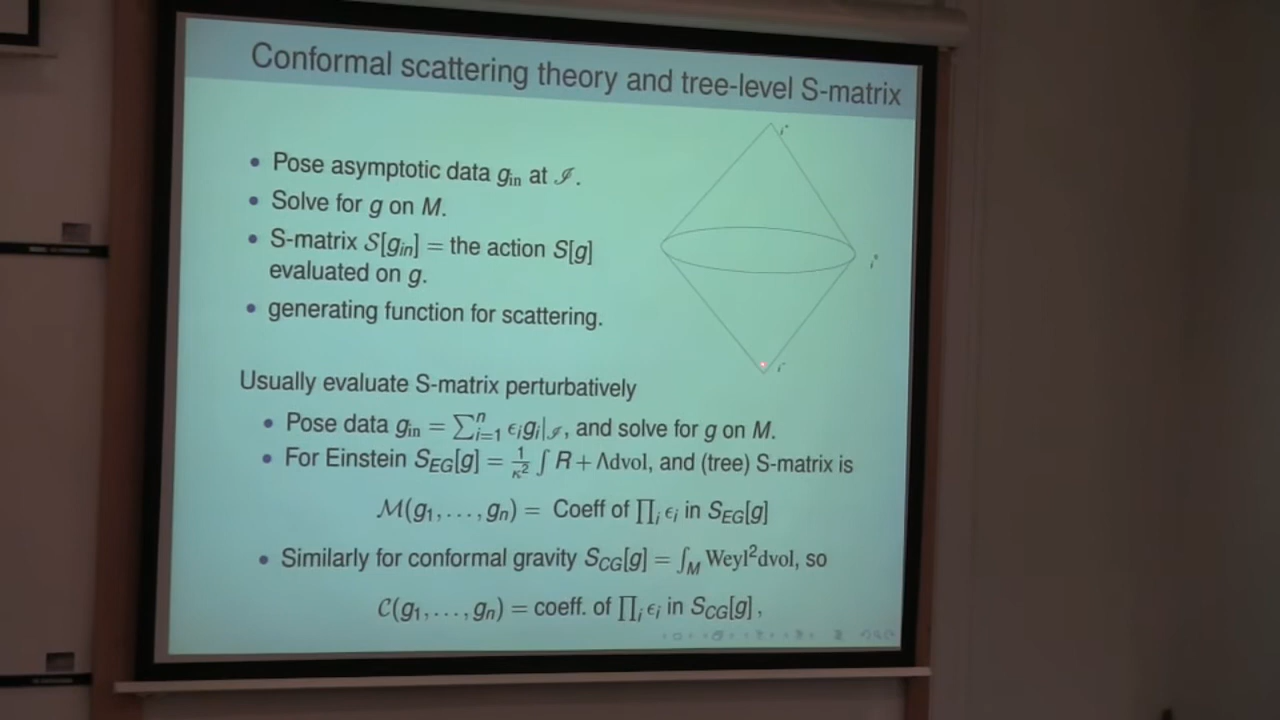 Conformal scattering theory and tree-level S-matrix
• Pose asymptotic data g_in at ℐ.
• Solve for g on M.
• S-matrix 𝒮[g_in] = the action S[g]
evaluated on g.
• generating function for scattering.
Usually evaluate S-matrix perturbatively
• Pose data g_in = ∑_{i=1}^n ϵ_i g_i|_ℐ, and solve for g on M.
• For Einstein S_EG[g] = 1/κ² ∫ R + Λdvol, and (tree) S-matrix is
ℳ(g_1, …, g_n) = Coeff of ∏_i ϵ_i in S_EG[g]
• Similarly for conformal gravity S_CG[g] = ∫_M Weyl²dvol, so
𝒞(g_1, …, g_n) = coeff. of ∏_i ϵ_i in S_CG[g],